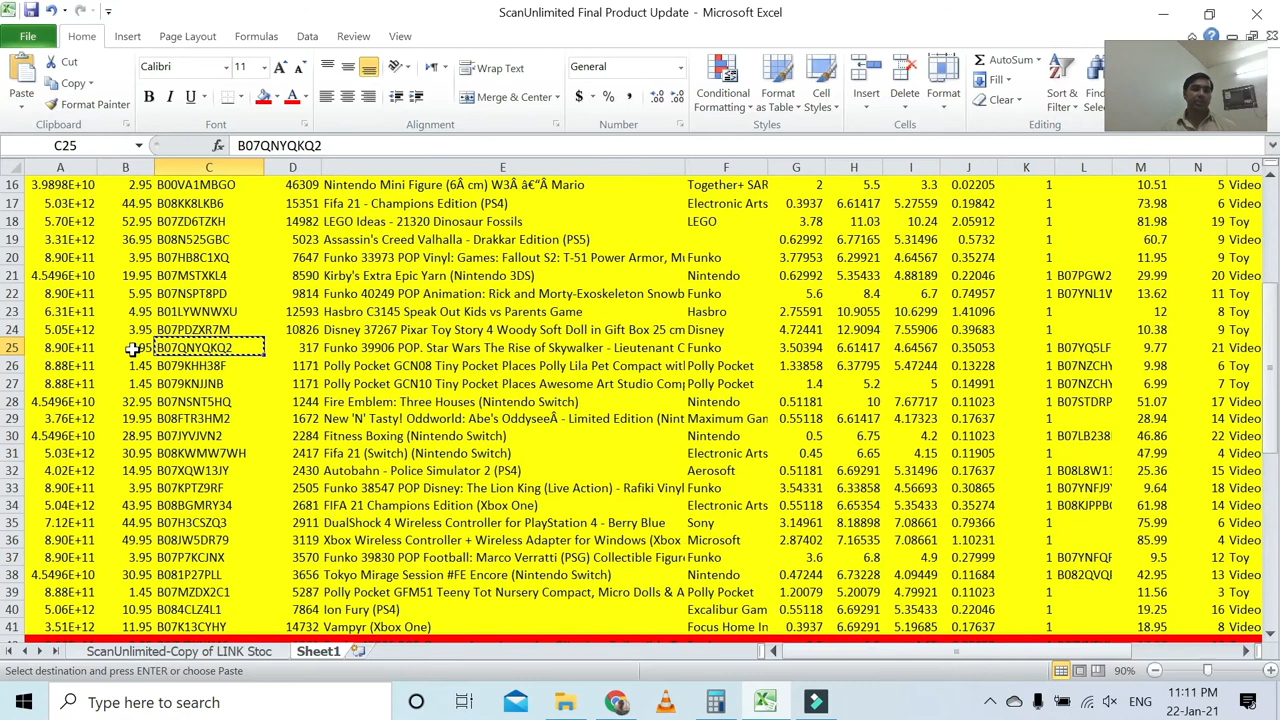 ScanUnlimited Final Product Update - Microsoft Excel
File Home Insert Page Layout Formulas Data Review View
Paste Cut Copy Format Painter Clipboard
Calibri 11 B I U A A A Font
Wrap Text Merge & Center Alignment
General $ % , Number
Conditional Formatting Format as Table Cell Styles Styles
Insert Delete Format Cells
AutoSum Fill Clear Sort & Filter Editing
C25 fx B07QNYQKQ2
A B C D E F G H I J K L M N O
16 3.9898E+10 2.95 B00VA1MBGO 46309 Nintendo Mini Figure (6Â cm) W3Â â€“Â Mario Together+ SAR 2 5.5 3.3 0.02205 1 10.51 5 Video
17 5.03E+12 44.95 B08KK8LKB6 15351 Fifa 21 - Champions Edition (PS4) Electronic Arts 0.3937 6.61417 5.27559 0.19842 1 73.98 6 Video
18 5.70E+12 52.95 B07ZD6TZKH 14982 LEGO Ideas - 21320 Dinosaur Fossils LEGO 3.78 11.03 10.24 2.05912 1 81.98 19 Toy
19 3.31E+12 36.95 B08N525GBC 5023 Assassin's Creed Valhalla - Drakkar Edition (PS5) 0.62992 6.77165 5.31496 0.5732 1 60.7 9 Video
20 8.90E+11 3.95 B07HB8C1XQ 7647 Funko 33973 POP Vinyl: Games: Fallout S2: T-51 Power Armor, Mu Funko 3.77953 6.37795 4.64567 0.35274 1 11.95 9 Toy
21 4.5496E+10 19.95 B07MSTXKL4 8590 Kirby's Extra Epic Yarn (Nintendo 3DS) Nintendo 0.62992 5.35433 4.88189 0.22046 1 B07PGW2 29.99 20 Video
22 8.90E+11 5.95 B07NSPT8PD 9814 Funko 40249 POP Animation: Rick and Morty-Exoskeleton Snowb Funko 5.6 8.4 6.7 0.74957 1 B07YNL1V 13.62 11 Toy
23 6.31E+11 4.95 B01LYWNWXU 12593 Hasbro C3145 Speak Out Kids vs Parents Game Hasbro 2.75591 10.9055 10.6299 1.41096 1 12 8 Toy
24 5.05E+12 3.95 B07PDZXR7M 10826 Disney 37267 Pixar Toy Story 4 Woody Soft Doll in Gift Box 25 cm Disney 4.72441 12.9094 7.55906 0.39683 1 10.38 9 Toy
25 8.90E+11 95 B07QNYQKQ2 317 Funko 39906 POP. Star Wars The Rise of Skywalker - Lieutenant C Funko 3.50394 6.37795 4.64567 0.35053 1 B07YQ5LF 9.77 21 Video
26 8.88E+11 1.45 B079KHH38F 1171 Polly Pocket GCN08 Tiny Pocket Places Polly Lila Pet Compact with Polly Pocket 1.33858 6.37795 5.47244 0.13228 1 B07NZCHY 9.98 6 Toy
27 8.88E+11 1.45 B079KNJJNB 1171 Polly Pocket GCN10 Tiny Pocket Places Awesome Art Studio Comp Polly Pocket 1.4 5.2 5 0.14991 1 B07NZCHY 6.99 7 Toy
28 4.5496E+10 32.95 B07NSNT5HQ 1244 Fire Emblem: Three Houses (Nintendo Switch) Nintendo 0.55118 6.81101 10 7.67716 0.11023 1 B07STDRP 51.07 17 Video
29 3.76E+12 19.95 B08FTR3HM2 1672 New 'N' Tasty! Oddworld: Abe's OddyseeÂ - Limited Edition (Nint Maximum Gam 0.55118 6.81102 4.17323 0.17637 1 28.94 14 Video
30 4.5496E+10 28.95 B07JYVJVN2 2284 Fitness Boxing (Nintendo Switch) Nintendo 0.5 6.75 4.2 0.11023 1 B07LB238 46.86 22 Video
31 5.03E+12 30.95 B08KWMW7WH 2417 Fifa 21 (Switch) (Nintendo Switch) Electronic Arts 0.45 6.65 4.15 0.11905 1 47.99 4 Video
32 4.02E+12 14.95 B07XQW13JY 2430 Autobahn - Police Simulator 2 (PS4) Aerosoft 0.51181 6.69291 5.31496 0.17637 1 B08L8W11 25.36 15 Video
33 8.90E+11 3.95 B07KPTZ9RF 2505 Funko 38547 POP Disney: The Lion King (Live Action) - Rafiki Vinyl Funko 3.54331 6.33858 4.56693 0.30865 1 B07YNFJ9 9.64 18 Video
34 5.04E+12 43.95 B08BGMRY34 2681 FIFA 21 Champions Edition (Xbox One) Electronic Arts 0.55118 6.69291 5.35433 0.35274 1 B08KJPPB 61.98 14 Video
35 7.12E+11 44.95 B07H3CSZQ3 2911 DualShock 4 Wireless Controller for PlayStation 4 - Berry Blue Sony 3.14961 8.18898 7.08661 0.79366 1 75.99 6 Video
36 8.90E+11 49.95 B08JW5DR79 3119 Xbox Wireless Controller + Wireless Adapter for Windows (Xbox Microsoft 2.87402 7.16535 7.08661 1.10231 1 85.99 4 Video
37 8.90E+11 3.95 B07P7KCJNX 3570 Funko 39830 POP Football: Marco Verratti (PSG) Collectible Figure Funko 3.6 6.8 4.9 0.27999 1 B07YNFQF 9.5 12 Toy
38 4.5496E+10 30.95 B081P27PLL 3656 Tokyo Mirage Session #FE Encore (Nintendo Switch) Nintendo 0.47244 6.73228 4.09449 0.11684 1 B082QVQF 42.95 13 Video
39 8.88E+11 1.45 B07MZDX2C1 5287 Polly Pocket GFM51 Teeny Tot Nursery Compact, Micro Dolls & A Polly Pocket 1.20079 5.43307 4.79921 0.11023 1 11.56 3 Toy
40 5.06E+12 10.95 B084CLZ4L1 7864 Ion Fury (PS4) Excalibur Gam 0.55118 6.69291 5.35433 0.22046 1 19.25 16 Video
41 3.51E+12 11.95 B07K13CYHY 14732 Vampyr (Xbox One) Focus Home In 0.3937 6.69291 5.19685 0.17637 1 18.95 8 Video
ScanUnlimited-Copy of LINK Stoc Sheet1
Select destination and press ENTER or choose Paste 90%
Type here to search ENG 11:11 PM
22-Jan-21